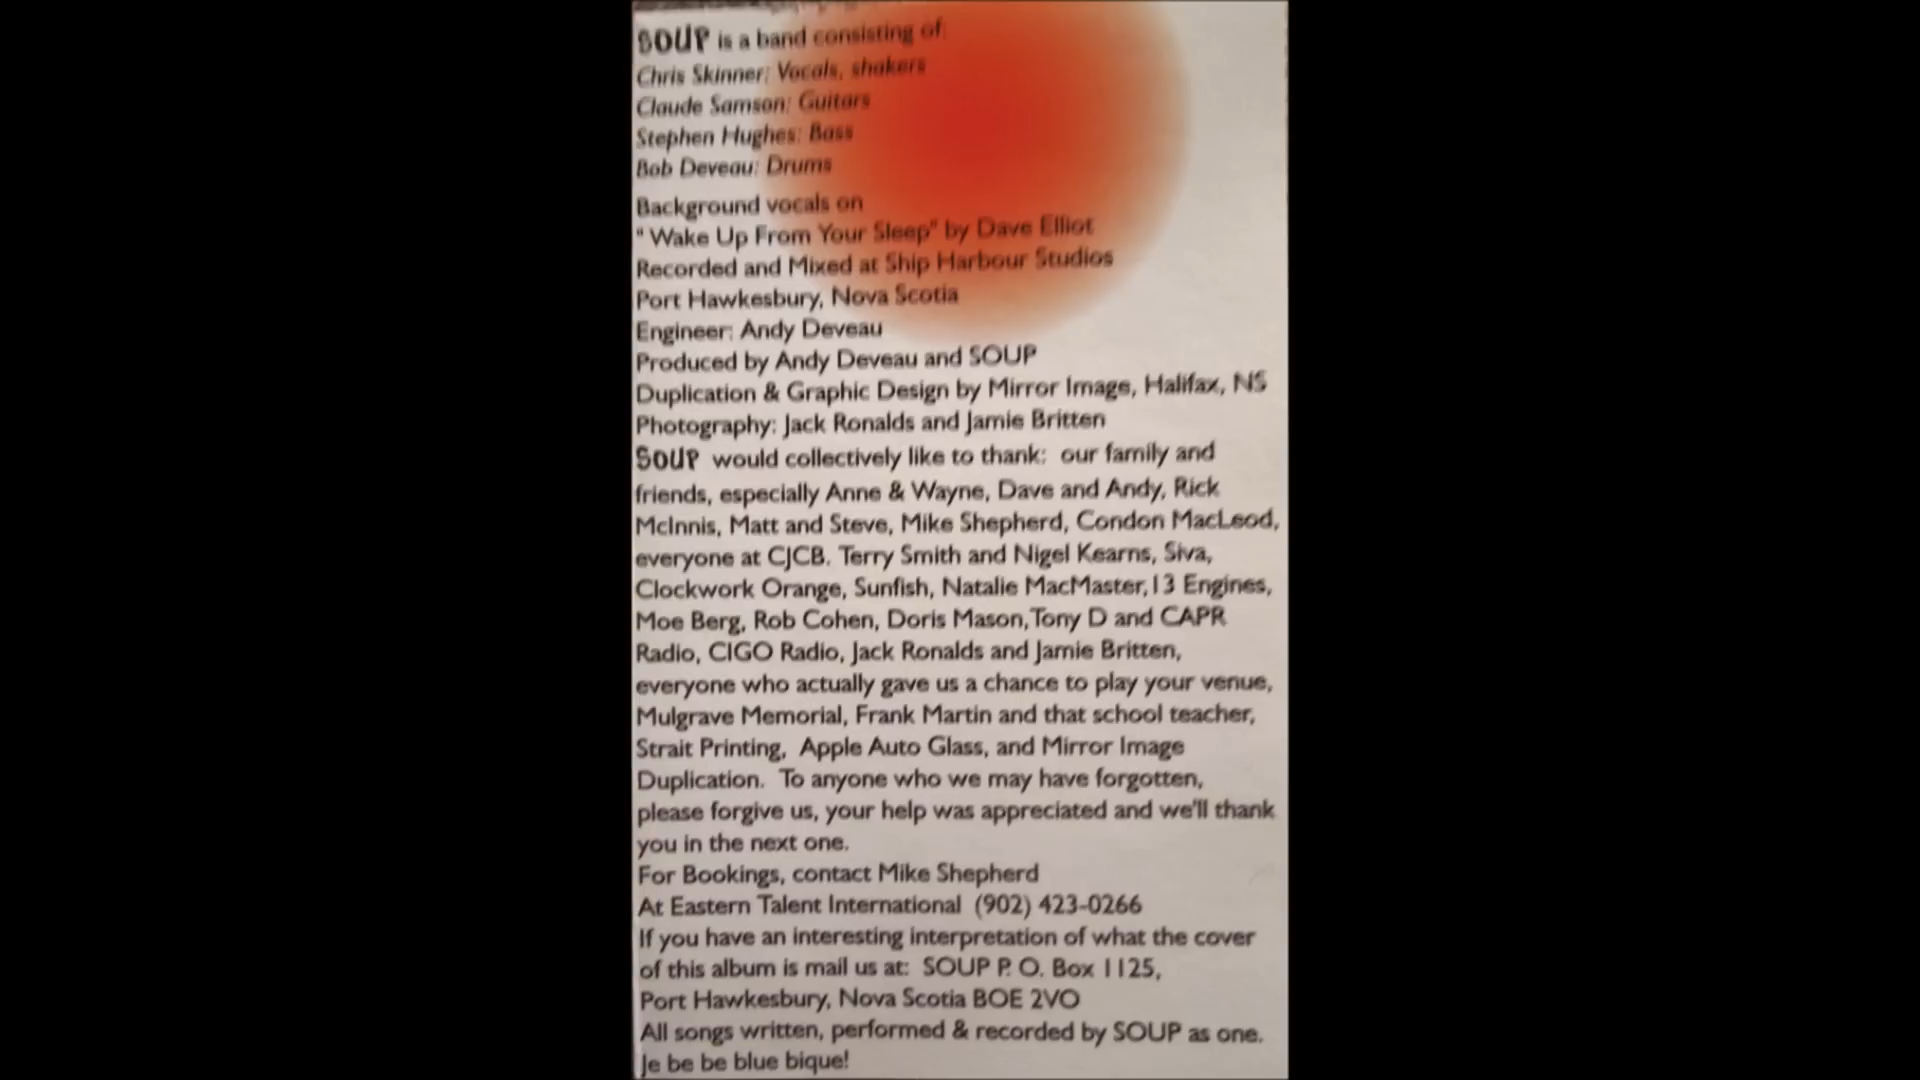 SOUP is a band consisting of:
Chris Skinner: Vocals, shakers
Claude Samson: Guitars
Stephen Hughes: Bass
Bob Deveau: Drums
Background vocals on
" Wake Up From Your Sleep" by Dave Elliot
Recorded and Mixed at Ship Harbour Studios
Port Hawkesbury, Nova Scotia
Engineer: Andy Deveau
Produced by Andy Deveau and SOUP
Duplication & Graphic Design by Mirror Image, Halifax, NS
Photography: Jack Ronalds and Jamie Britten
SOUP would collectively like to thank: our family and
friends, especially Anne & Wayne, Dave and Andy, Rick
McInnis, Matt and Steve, Mike Shepherd, Condon MacLeod,
everyone at CJCB. Terry Smith and Nigel Kearns, Siva,
Clockwork Orange, Sunfish, Natalie MacMaster,13 Engines,
Moe Berg, Rob Cohen, Doris Mason,Tony D and CAPR
Radio, CIGO Radio, Jack Ronalds and Jamie Britten,
everyone who actually gave us a chance to play your venue,
Mulgrave Memorial, Frank Martin and that school teacher,
Strait Printing, Apple Auto Glass, and Mirror Image
Duplication. To anyone who we may have forgotten,
please forgive us, your help was appreciated and we'll thank
you in the next one.
For Bookings, contact Mike Shepherd
At Eastern Talent International (902) 423-0266
If you have an interesting interpretation of what the cover
of this album is mail us at: SOUP P. O. Box 1125,
Port Hawkesbury, Nova Scotia BOE 2VO
All songs written, performed & recorded by SOUP as one.
Je be be blue bique!